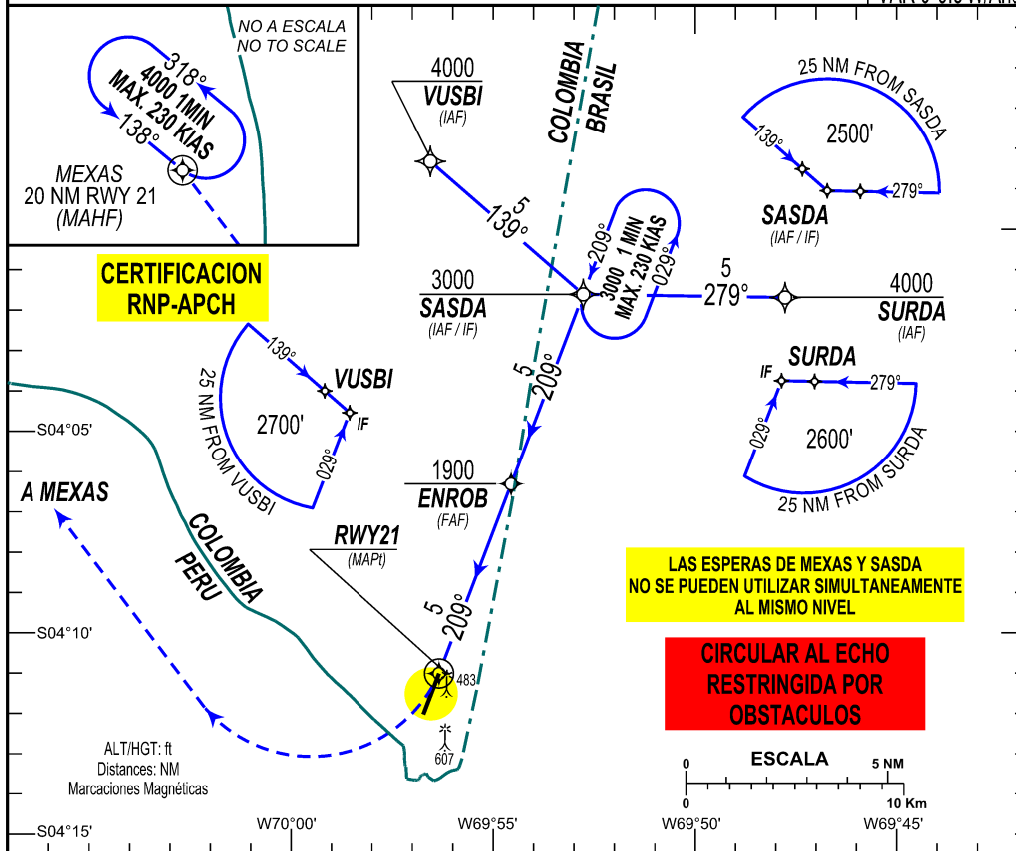 NO A ESCALA
NO TO SCALE
318°
4000 1MIN
MAX. 230 KIAS
138°
MEXAS
20 NM RWY 21
(MAHF)
4000
VUSBI
(IAF)
COLOMBIA
BRASIL
25 NM FROM SASDA
2500'
139°
279°
SASDA
(IAF / IF)
5
139°
209°
3000 1 MIN
MAX. 230 KIAS
029°
5
279°
4000
SURDA
(IAF)
3000
SASDA
(IAF / IF)
CERTIFICACION
RNP-APCH
139°
VUSBI
IF
2700'
029°
25 NM FROM VUSBI
5
209°
SURDA
IF
279°
029°
2600'
25 NM FROM SURDA
S04°05'
A MEXAS
1900
ENROB
(FAF)
COLOMBIA
PERU
RWY21
(MAPt)
5
209°
LAS ESPERAS DE MEXAS Y SASDA
NO SE PUEDEN UTILIZAR SIMULTANEAMENTE
AL MISMO NIVEL
S04°10'
CIRCULAR AL ECHO
RESTRINGIDA POR
OBSTACULOS
483
607
ALT/HGT: ft
Distances: NM
Marcaciones Magnéticas
ESCALA
0
5 NM
0
10 Km
S04°15'
W70°00'
W69°55'
W69°50'
W69°45'